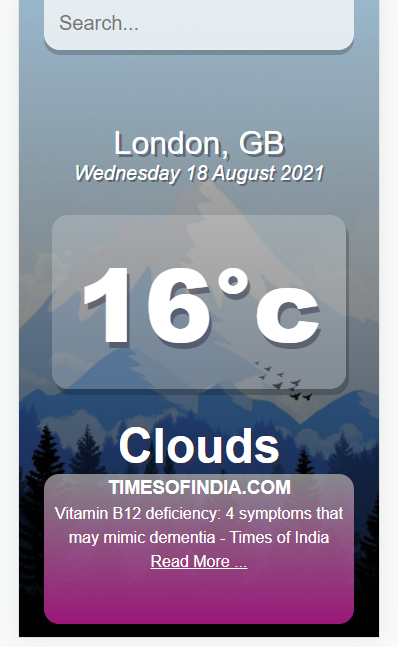 Search...
London, GB
Wednesday 18 August 2021
16°c
Clouds
TIMESOFINDIA.COM
Vitamin B12 deficiency: 4 symptoms that
may mimic dementia - Times of India
Read More ...